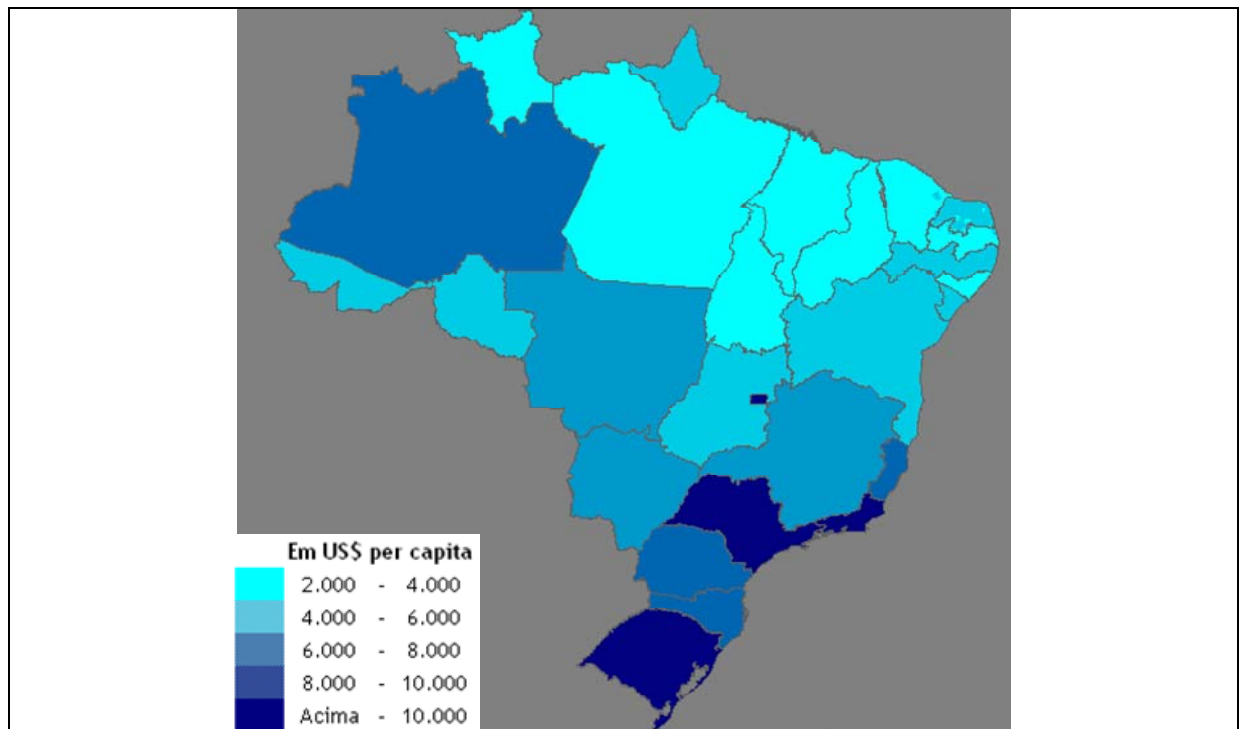 Em US$ per capita
2.000 - 4.000
4.000 - 6.000
6.000 - 8.000
8.000 - 10.000
Acima - 10.000